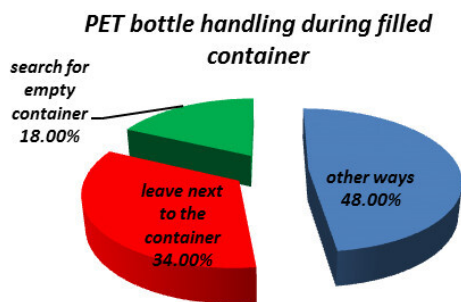 PET bottle handling during filled
container
search for
empty
container
18.00%
leave next
to the
container
34.00%
other ways
48.00%